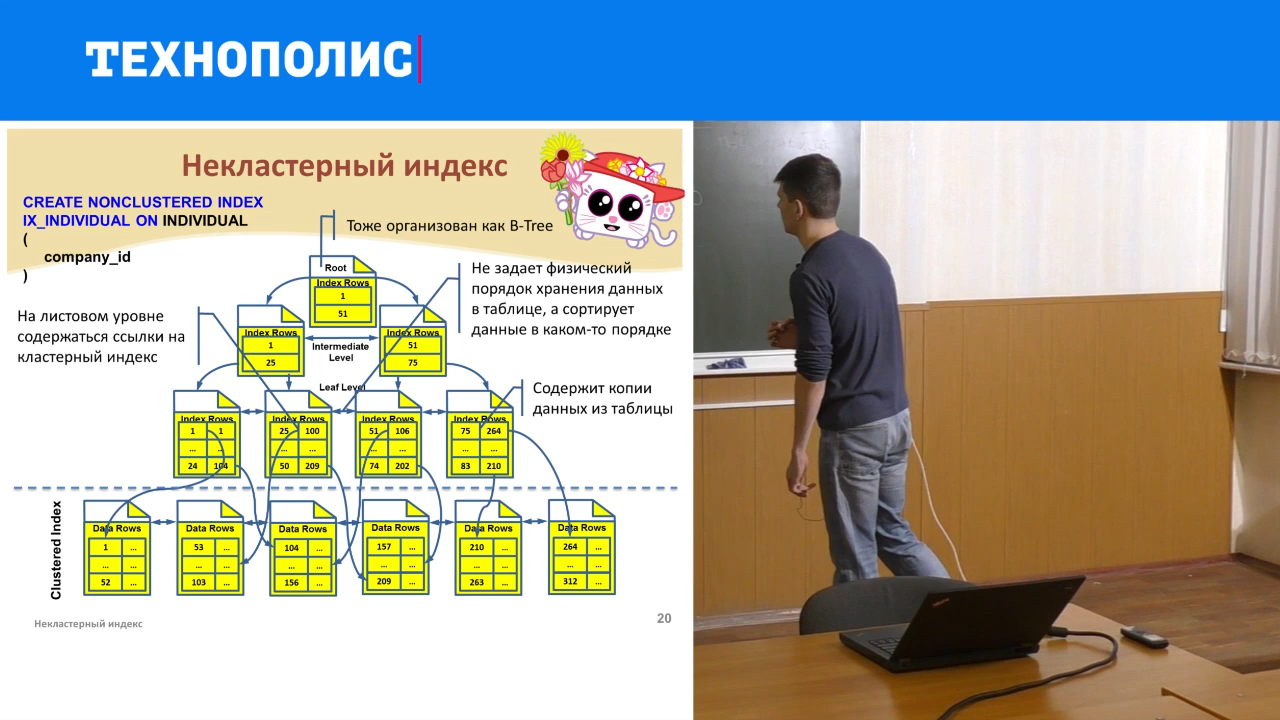 ТЕХНОПОЛИС
Некластерный индекс
CREATE NONCLUSTERED INDEX
IX_INDIVIDUAL ON INDIVIDUAL
(
company_id
)
Тоже организован как B-Tree
Не задает физический
порядок хранения данных
в таблице, а сортирует
данные в каком-то порядке
На листовом уровне
содержаться ссылки на
кластерный индекс
Содержит копии
данных из таблицы
Root
Index Rows
1
51
Index Rows
1
25
Intermediate
Level
Index Rows
51
75
Leaf Level
Index Rows
1 1
... ...
24 104
Index Rows
25 100
... ...
50 209
Index Rows
51 106
... ...
74 202
Index Rows
75 264
... ...
83 210
Clustered Index
Data Rows
1 ...
... ...
52 ...
Data Rows
53 ...
... ...
103 ...
Data Rows
104 ...
... ...
156 ...
Data Rows
157 ...
... ...
209 ...
Data Rows
210 ...
... ...
263 ...
Data Rows
264 ...
... ...
312 ...
Некластерный индекс
20